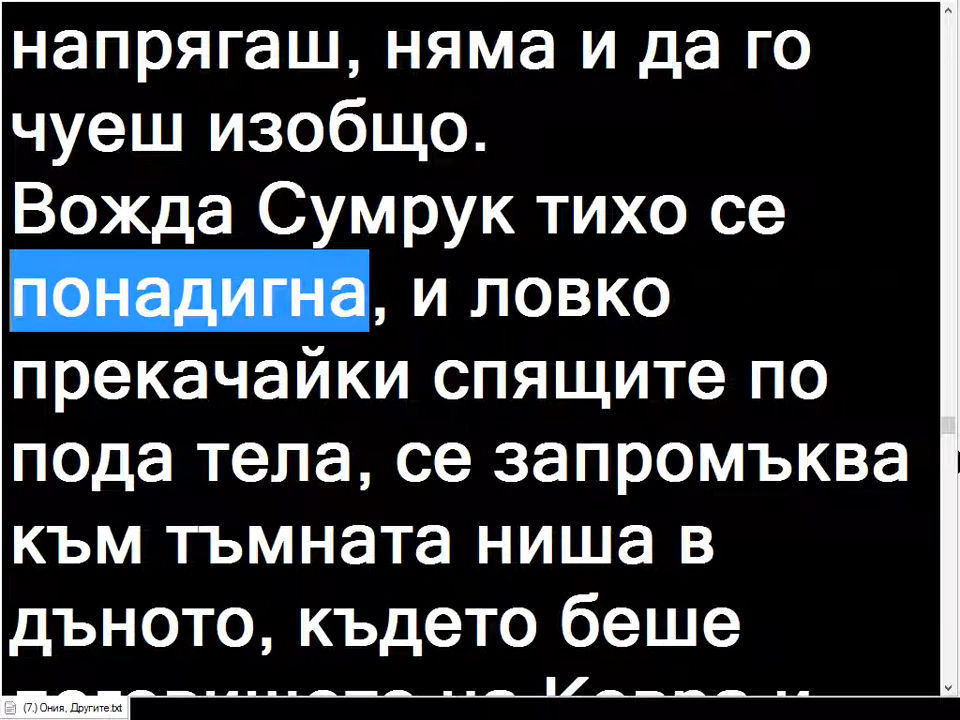 напрягаш, няма и да го
чуеш изобщо.
Вожда Сумрук тихо се
понадигна, и ловко
прекачайки спящите по
пода тела, се запромъква
към тъмната ниша в
дъното, където беше
(7.) Ония, Другите.txt